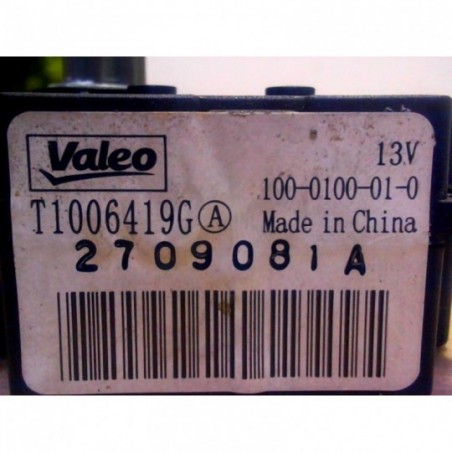 Valeo 13V
100-0100-01-0
T1006419G Ⓐ Made in China
2709081A